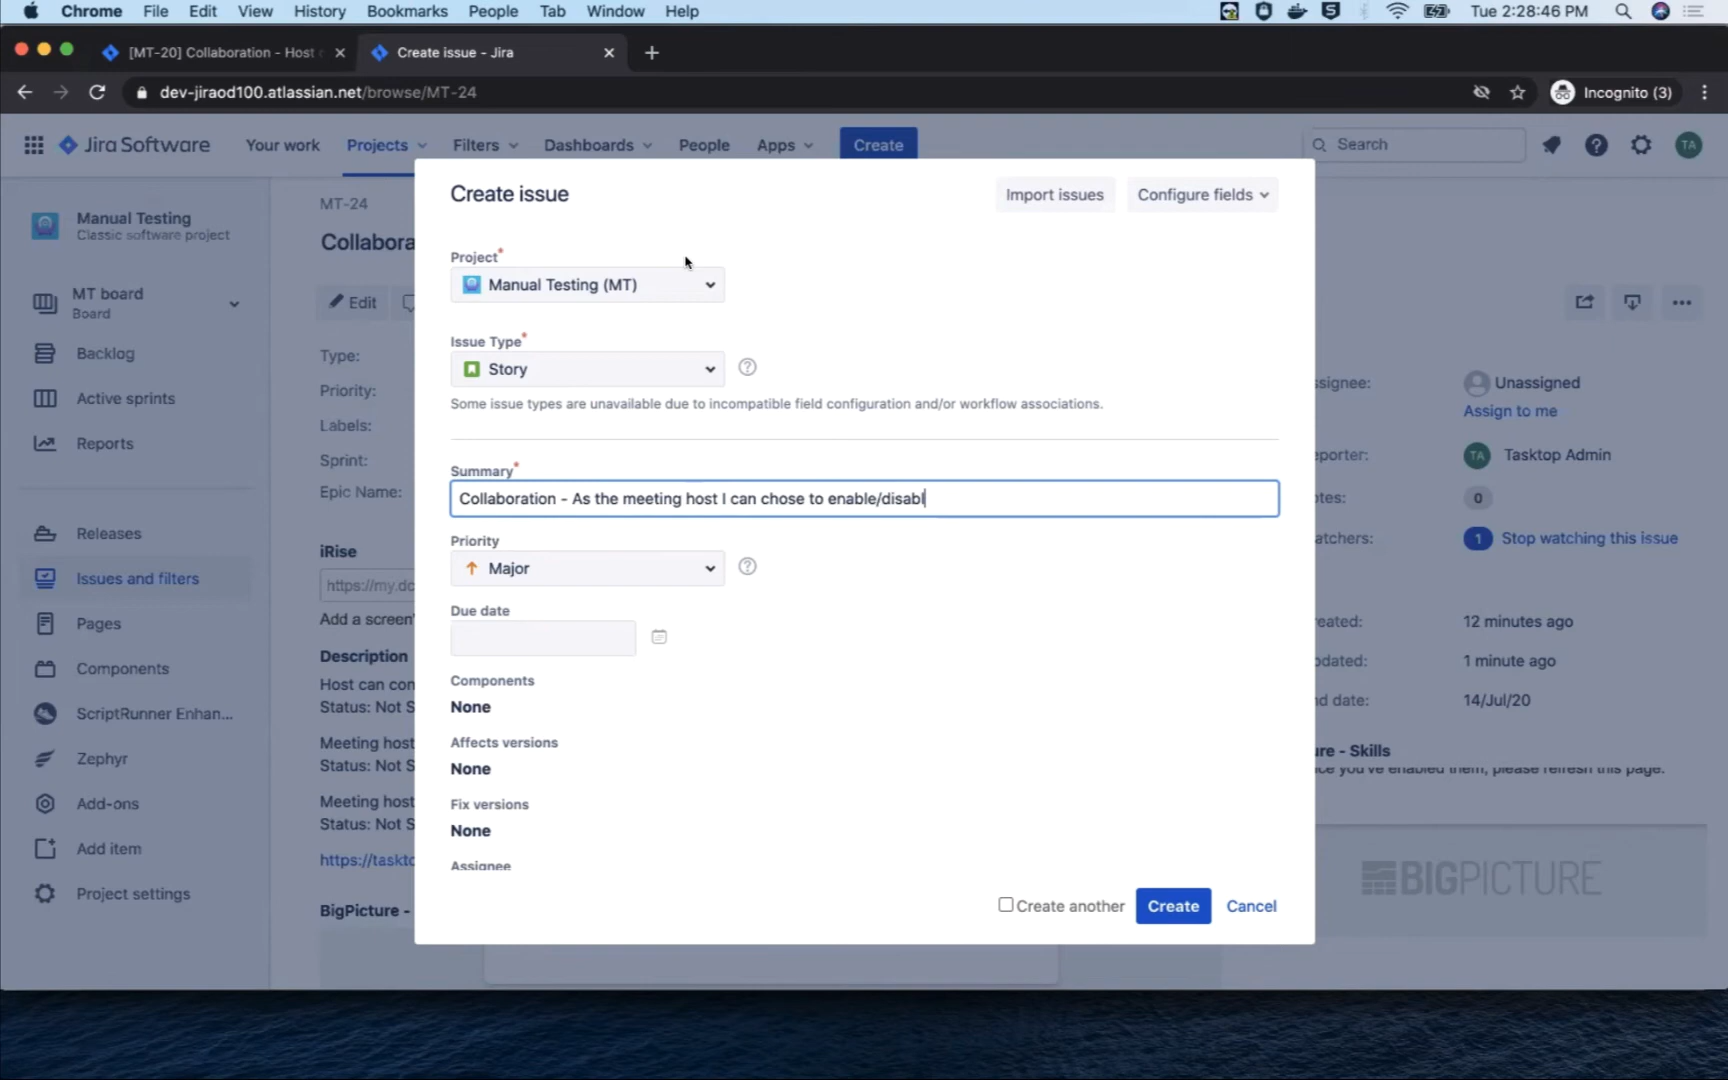 Chrome File Edit View History Bookmarks People Tab Window Help Tue 2:28:46 PM
[MT-20] Collaboration - Host
Create issue - Jira
dev-jiraod100.atlassian.net/browse/MT-24
Incognito (3)
Jira Software Your work Projects Filters Dashboards People Apps Create Search TA
Manual Testing
Classic software project
MT board
Board
Backlog
Active sprints
Reports
Releases
Issues and filters
Pages
Components
ScriptRunner Enhan...
Zephyr
Add-ons
Add item
Project settings
MT-24
Collabora
Edit
Type:
Priority:
Labels:
Sprint:
Epic Name:
iRise
https://my.dc
Add a screen
Description
Host can con
Status: Not S
Meeting host
Status: Not S
Meeting host
Status: Not S
https://taskto
BigPicture -
Create issue
Import issues
Configure fields
Project*
Manual Testing (MT)
Issue Type*
Story
Some issue types are unavailable due to incompatible field configuration and/or workflow associations.
Summary*
Collaboration - As the meeting host I can chose to enable/disabl
Priority
Major
Due date
Components
None
Affects versions
None
Fix versions
None
Assignee
Create another
Create
Cancel
ssignee: Unassigned
Assign to me
eporter: TA Tasktop Admin
otes: 0
atchers: 1 Stop watching this issue
eated: 12 minutes ago
pdated: 1 minute ago
nd date: 14/Jul/20
ure - Skills
ce you've enabled them, please refresh this page.
BIGPICTURE